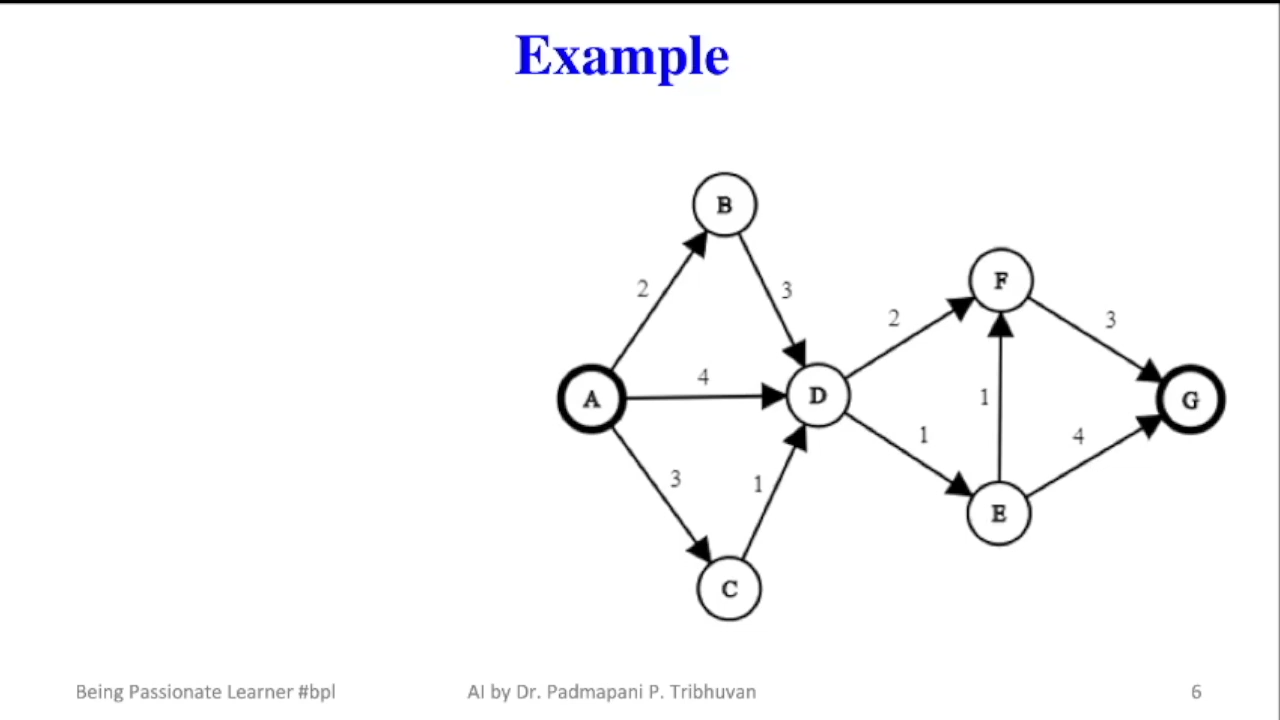 Example
B
2
3
F
2
3
A
4
D
G
1
1
4
3
1
E
C
Being Passionate Learner #bpl
AI by Dr. Padmapani P. Tribhuvan
6